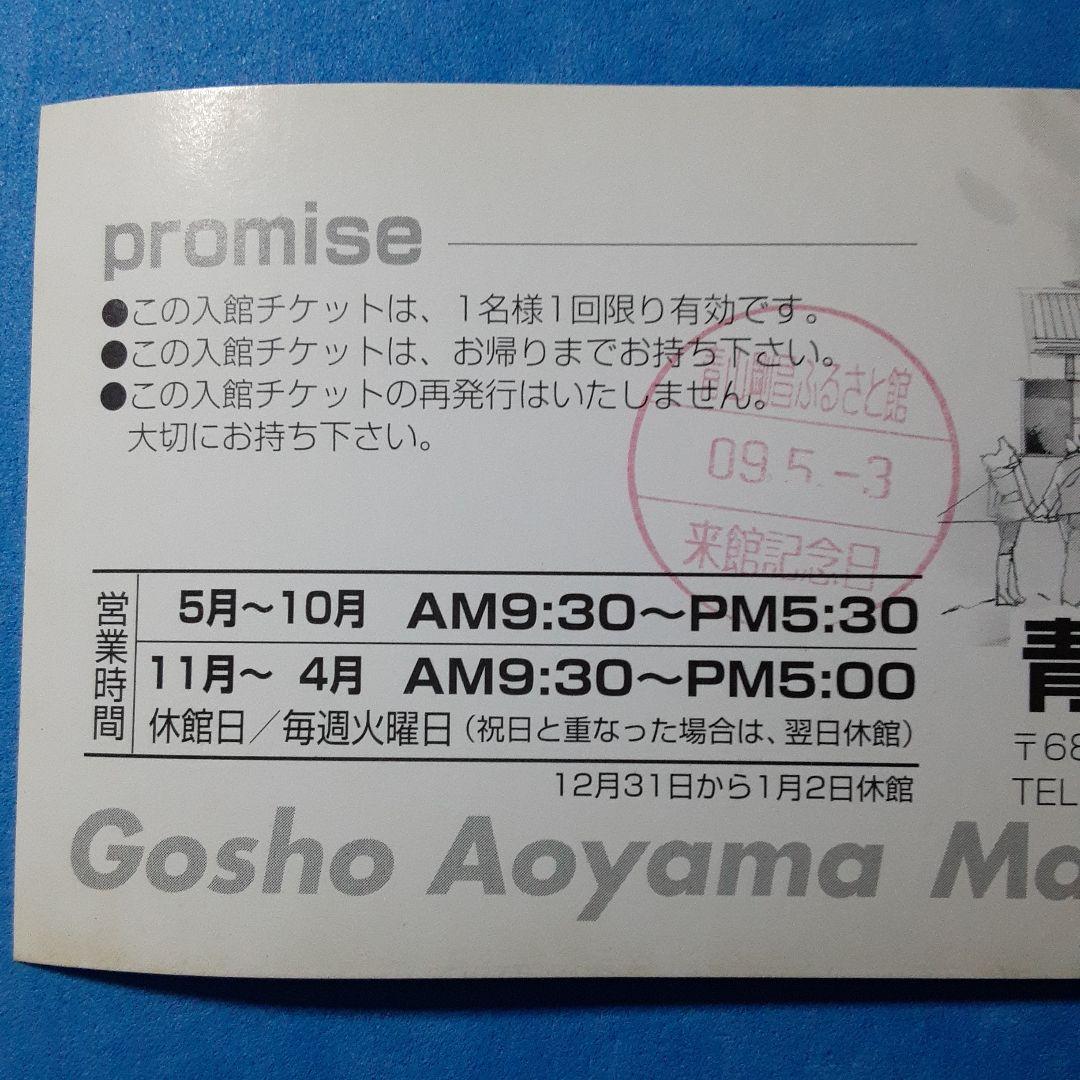 promise
●この入館チケットは、1名様1回限り有効です。
●この入館チケットは、お帰りまでお持ち下さい。
●この入館チケットの再発行はいたしません。
大切にお持ち下さい。
青山剛昌ふるさと館
09.5.-3
来館記念日
営業時間
5月～10月 AM9:30～PM5:30
11月～ 4月 AM9:30～PM5:00
休館日／毎週火曜日（祝日と重なった場合は、翌日休館）
12月31日から1月2日休館
青
〒68
TEL
Gosho Aoyama Ma